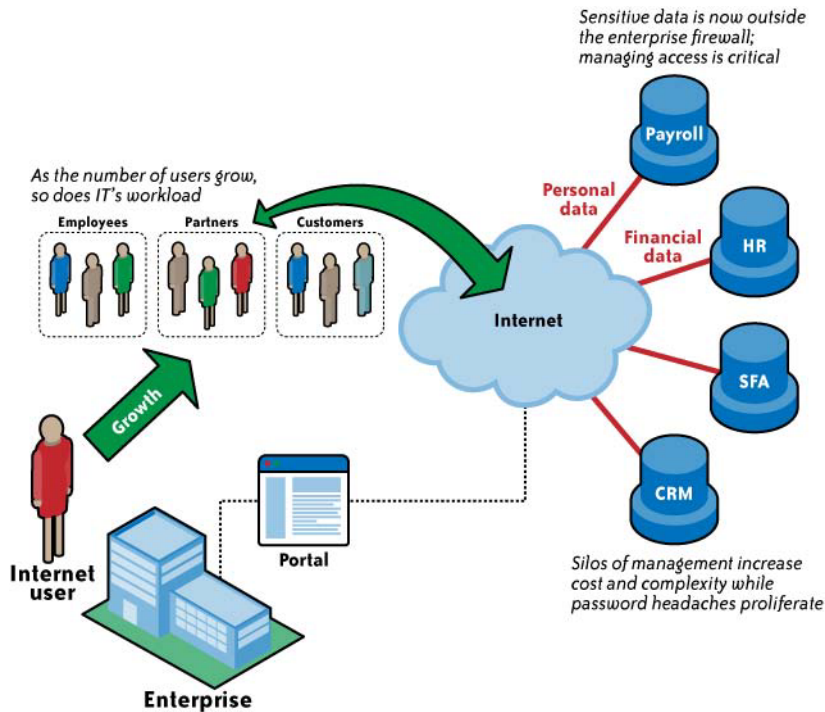 Sensitive data is now outside
the enterprise firewall;
managing access is critical
Payroll
As the number of users grow,
so does IT's workload
Employees
Partners
Customers
Personal
data
Financial
data
HR
Internet
SFA
Growth
CRM
Portal
Internet
user
Silos of management increase
cost and complexity while
password headaches proliferate
Enterprise